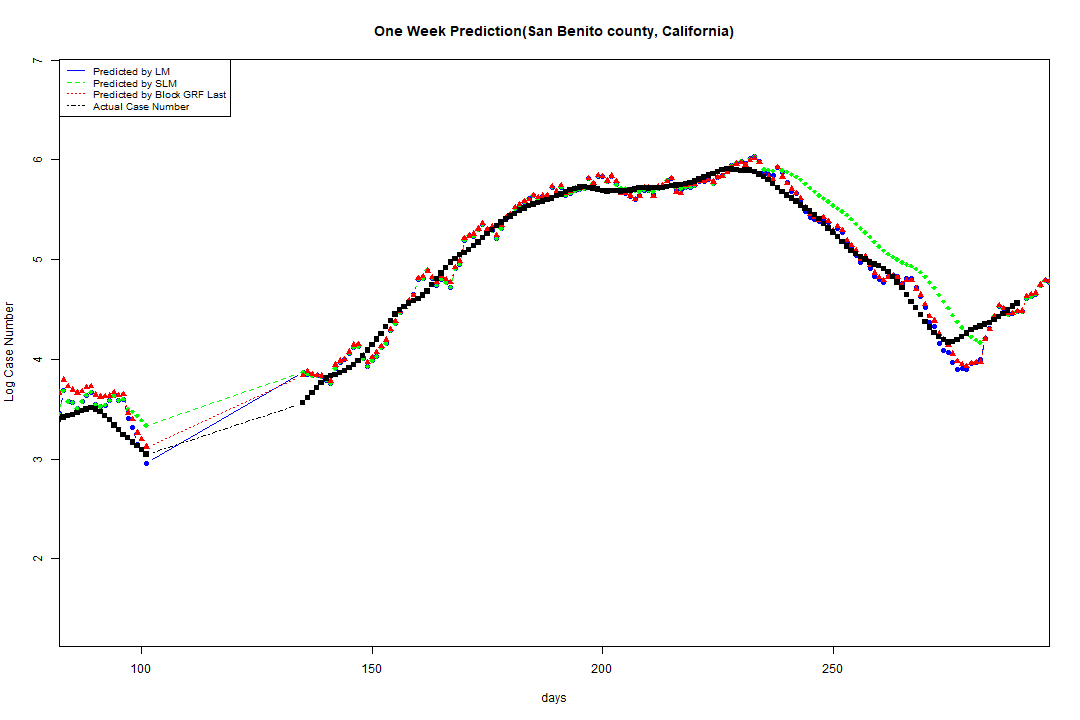 One Week Prediction(San Benito county, California)
Predicted by LM
Predicted by SLM
Predicted by Block GRF Last
Actual Case Number
Log Case Number
7
6
5
4
3
2
100 150 200 250
days